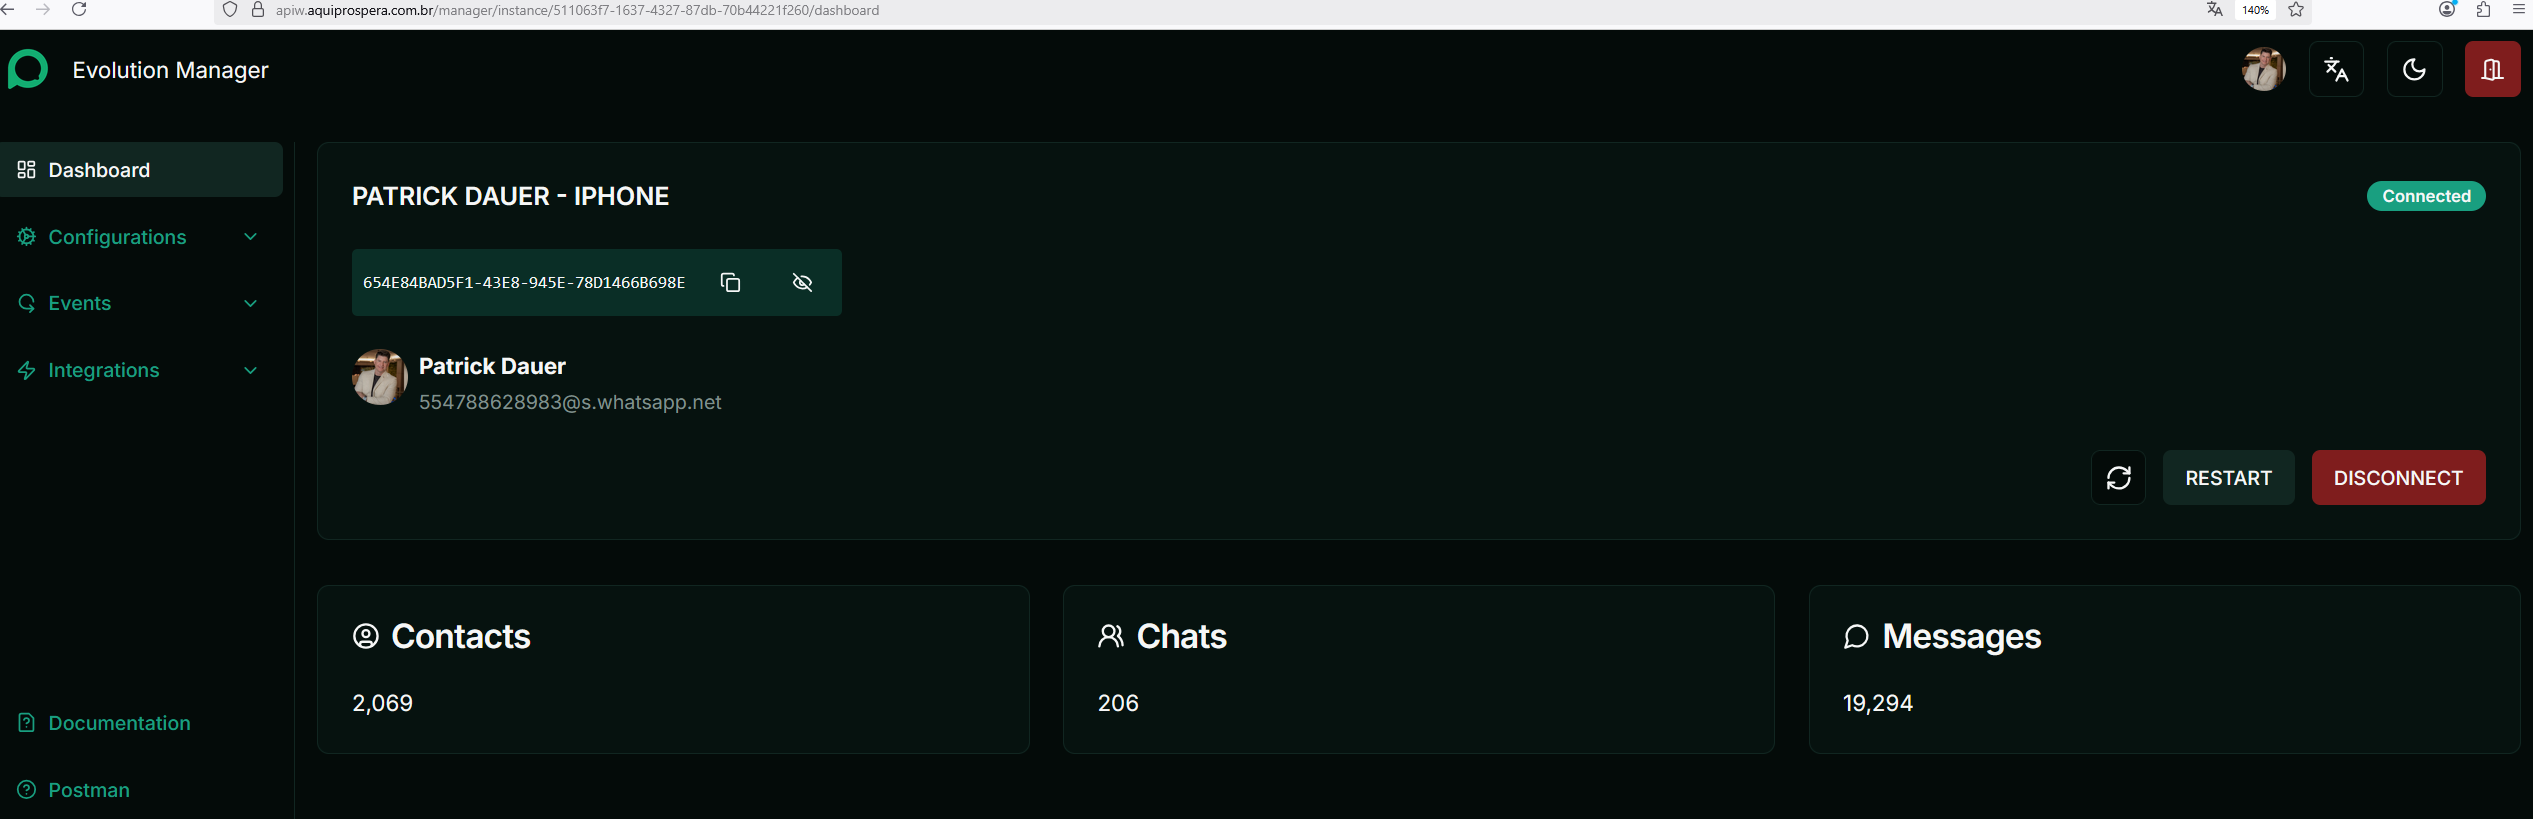 apiw.aquiprospera.com.br/manager/instance/511063f7-1637-4327-87db-70b44221f260/dashboard
140%
Evolution Manager
Dashboard
Configurations
Events
Integrations
Documentation
Postman
PATRICK DAUER - IPHONE
Connected
654E84BAD5F1-43E8-945E-78D1466B698E
Patrick Dauer
554788628983@s.whatsapp.net
RESTART
DISCONNECT
Contacts
2,069
Chats
206
Messages
19,294